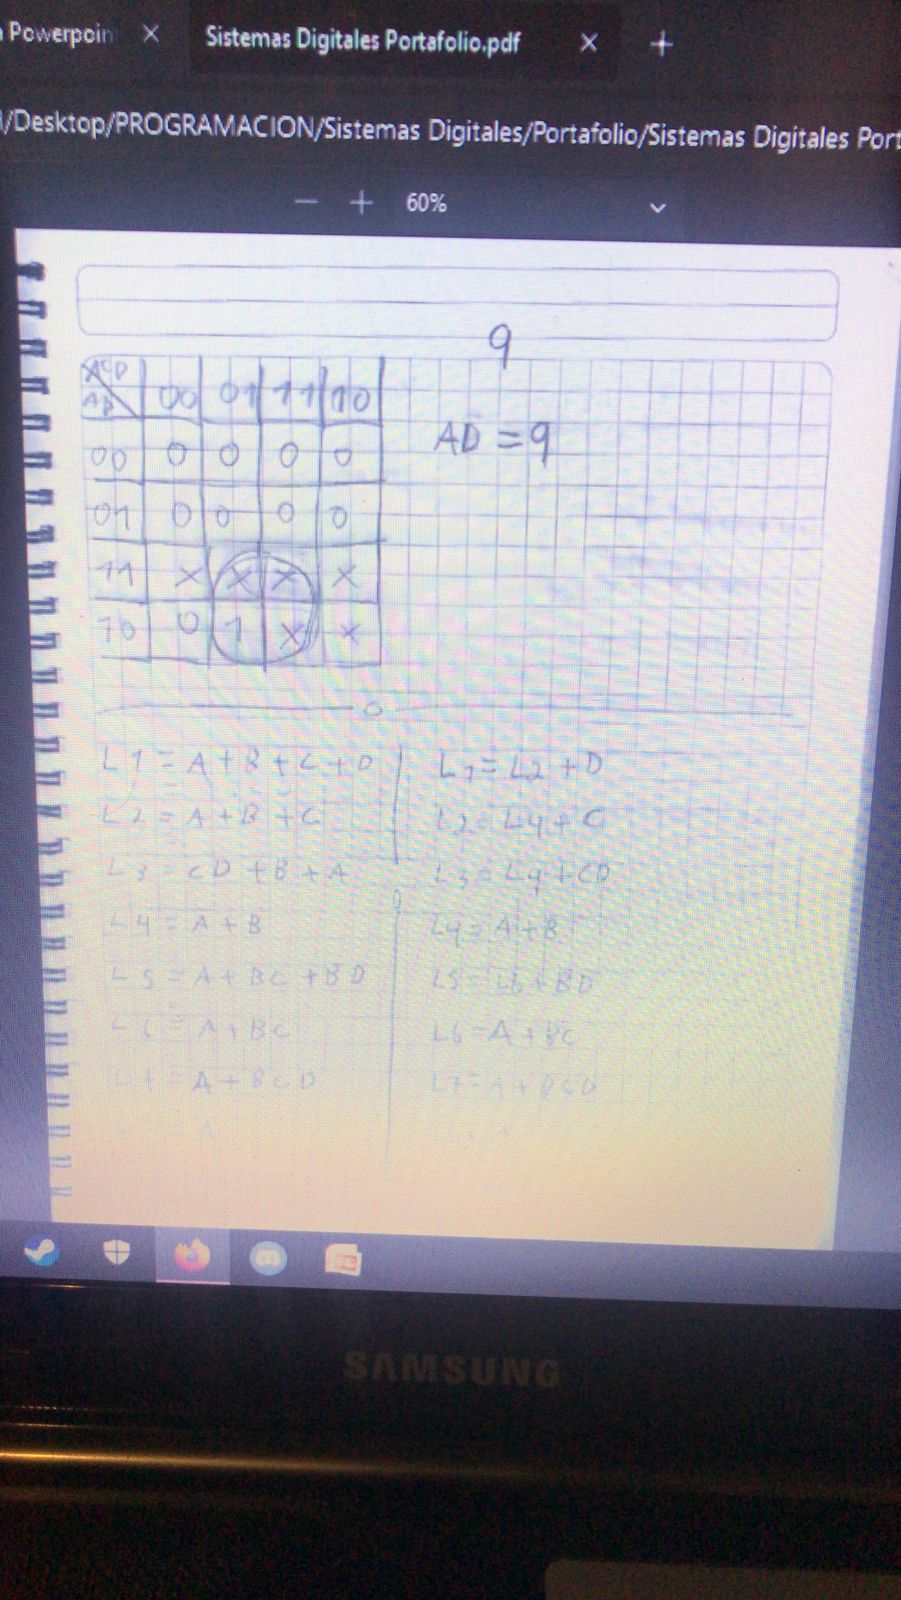 Powerpoin
Sistemas Digitales Portafolio.pdf
/Desktop/PROGRAMACION/Sistemas Digitales/Portafolio/Sistemas Digitales Port
60%
9
CD
AB 00 01 11 10
00 0 0 0 0
01 0 0 0 0
11 X X X X
10 0 1 X X
AD = 9
L1 = A + B + C + D
L1 = L2 + D
L2 = A + B + C
L2 = L4 + C
L3 = CD + B + A
L3 = L4 + CD
L4 = A + B
L4 = A + B
L5 = A + BC + BD
L5 = L6 + BD
L6 = A + BC
L6 = A + BC
L7 = A + BCD
L7 = A + BCD
A
SAMSUNG